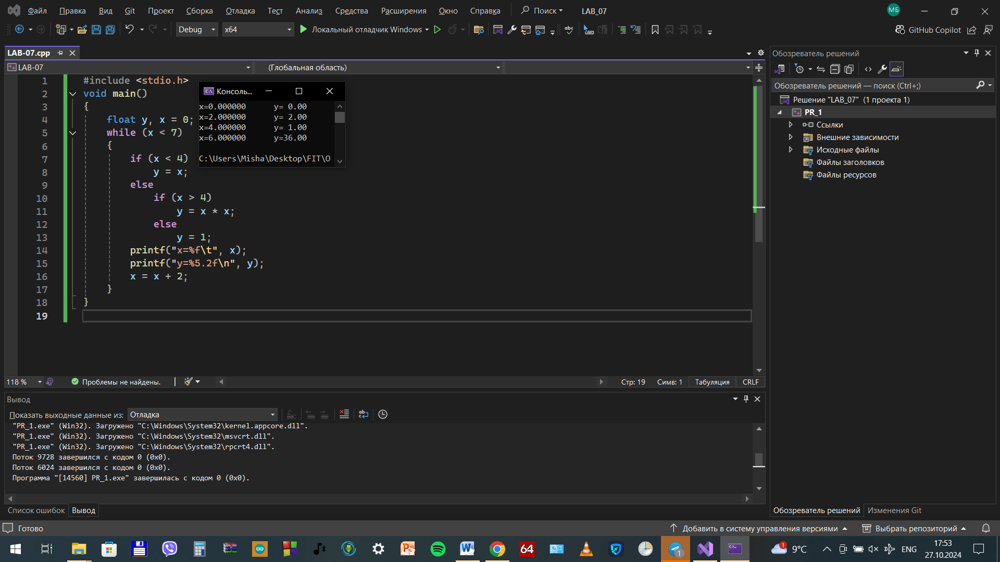 Файл Правка Вид Git Проект Сборка Отладка Тест Анализ Средства Расширения Окно Справка Поиск LAB_07 МБ
Debug x64 Локальный отладчик Windows abc GitHub Copilot
LAB-07.cpp
LAB-07 (Глобальная область)
1 #include <stdio.h>
2 void main()
3 {
4 float y, x = 0;
5 while (x < 7)
6 {
7 if (x < 4)
8 y = x;
9 else
10 if (x > 4)
11 y = x * x;
12 else
13 y = 1;
14 printf("x=%f\t", x);
15 printf("y=%5.2f\n", y);
16 x = x + 2;
17 }
18 }
19
Консоль...
x=0.000000 y= 0.00
x=2.000000 y= 2.00
x=4.000000 y= 1.00
x=6.000000 y=36.00
C:\Users\Misha\Desktop\FIT\O
118 % Проблемы не найдены. Стр: 19 Симв: 1 Табуляция CRLF
Вывод
Показать выходные данные из: Отладка
"PR_1.exe" (Win32). Загружено "C:\Windows\System32\kernel.appcore.dll".
"PR_1.exe" (Win32). Загружено "C:\Windows\System32\msvcrt.dll".
"PR_1.exe" (Win32). Загружено "C:\Windows\System32\rpcrt4.dll".
Поток 9728 завершился с кодом 0 (0x0).
Поток 6024 завершился с кодом 0 (0x0).
Программа "[14560] PR_1.exe" завершилась с кодом 0 (0x0).
Список ошибок Вывод
Обозреватель решений
Обозреватель решений — поиск (Ctrl+;)
Решение "LAB_07" (1 проекта 1)
PR_1
Ссылки
Внешние зависимости
Исходные файлы
Файлы заголовков
Файлы ресурсов
Обозреватель решений Изменения Git
Готово Добавить в систему управления версиями Выбрать репозиторий
64 1 1 9°C ENG 17:53
27.10.2024